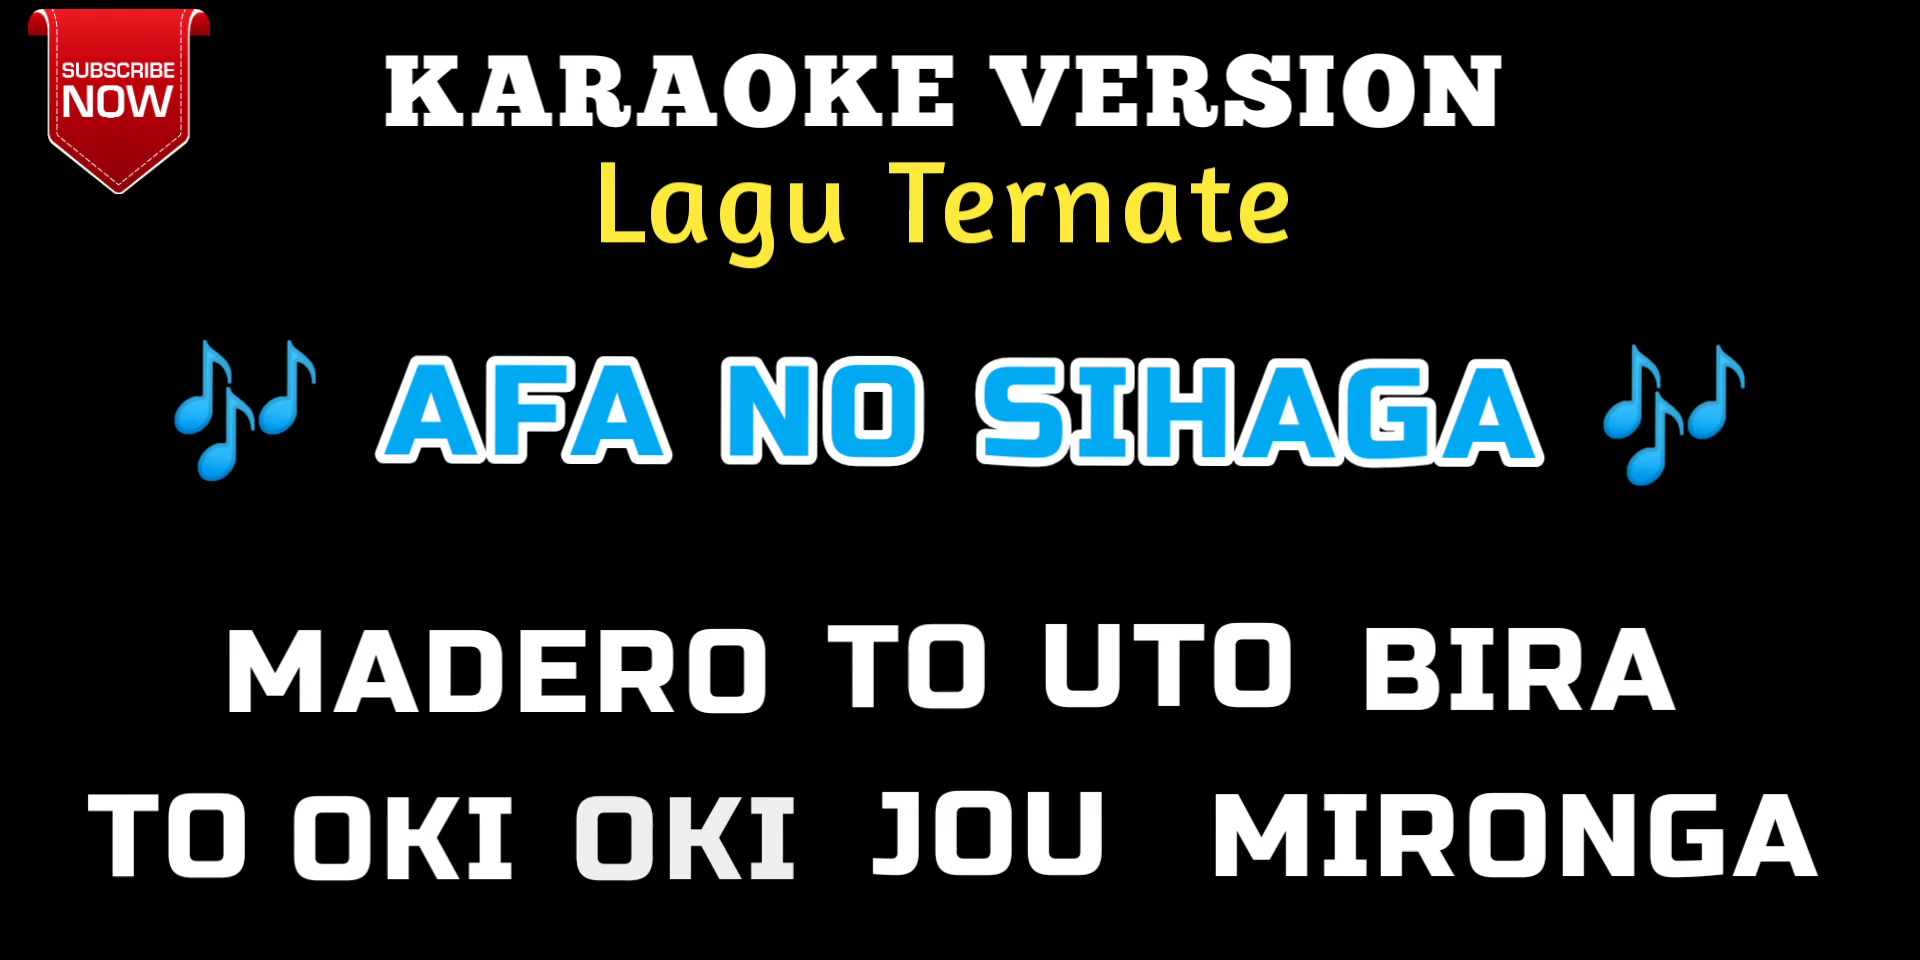 SUBSCRIBE
NOW
KARAOKE VERSION
Lagu Ternate
AFA NO SIHAGA
MADERO TO UTO BIRA
TO OKI OKI JOU MIRONGA